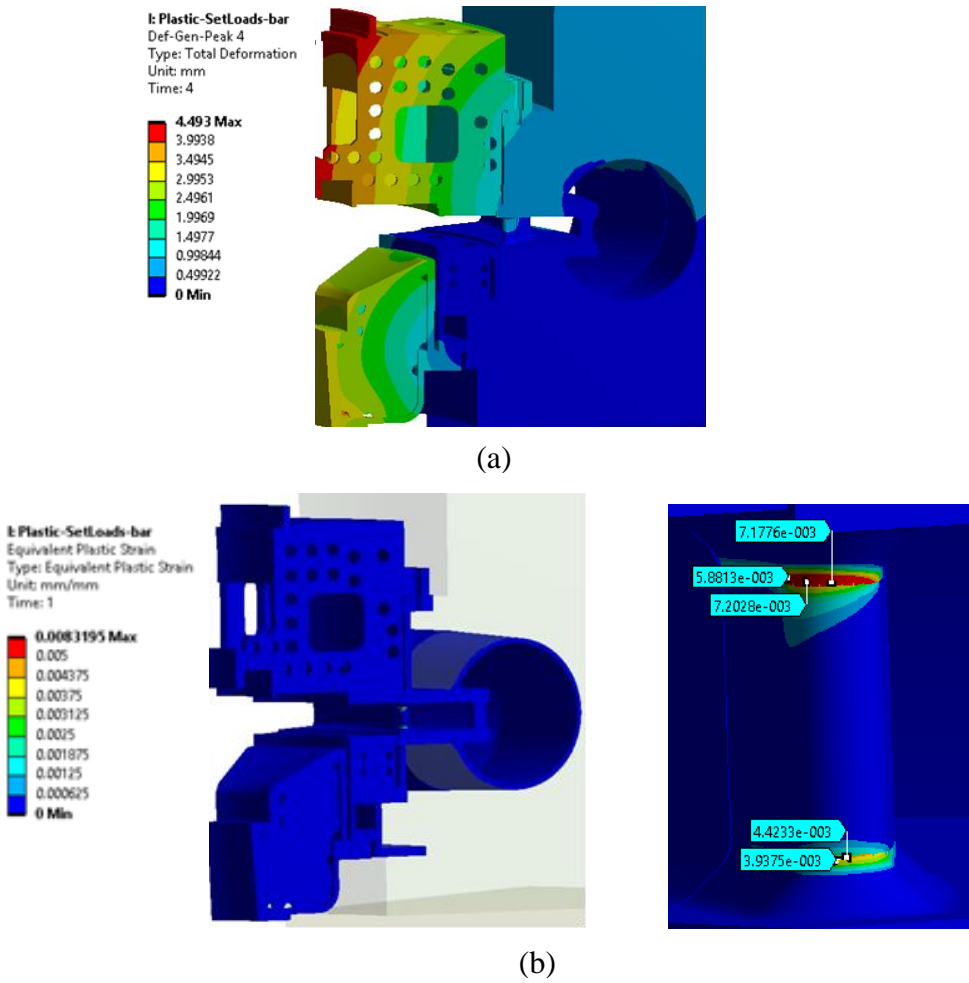 I: Plastic-SetLoads-bar
Def-Gen-Peak 4
Type: Total Deformation
Unit: mm
Time: 4
4.493 Max
3.9938
3.4945
2.9953
2.4961
1.9969
1.4977
0.99844
0.49922
0 Min
(a)
I: Plastic-SetLoads-bar
Equivalent Plastic Strain
Type: Equivalent Plastic Strain
Unit: mm/mm
Time: 1
0.0083195 Max
0.005
0.004375
0.00375
0.003125
0.0025
0.001875
0.00125
0.000625
0 Min
7.1776e-003
5.8813e-003
7.2028e-003
4.4233e-003
3.9375e-003
(b)